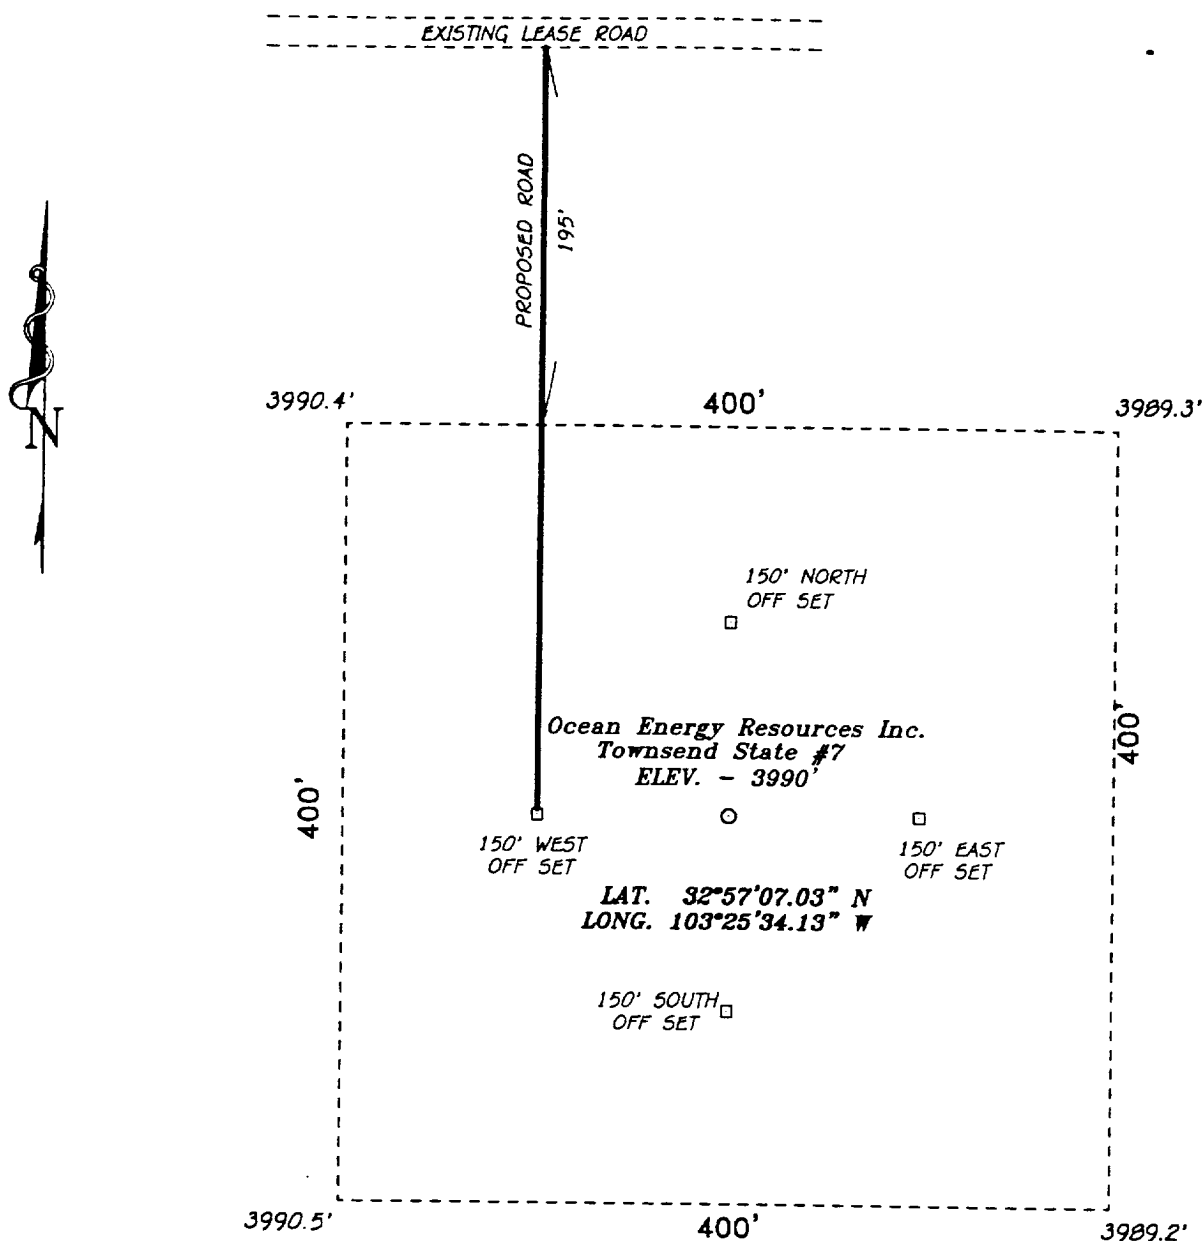 EXISTING LEASE ROAD
PROPOSED ROAD
195'
N
3990.4'
400'
3989.3'
150' NORTH
OFF SET
Ocean Energy Resources Inc.
Townsend State #7
ELEV. - 3990'
400'
400'
150' WEST
OFF SET
150' EAST
OFF SET
LAT. 32°57'07.03" N
LONG. 103°25'34.13" W
150' SOUTH
OFF SET
3990.5'
400'
3989.2'